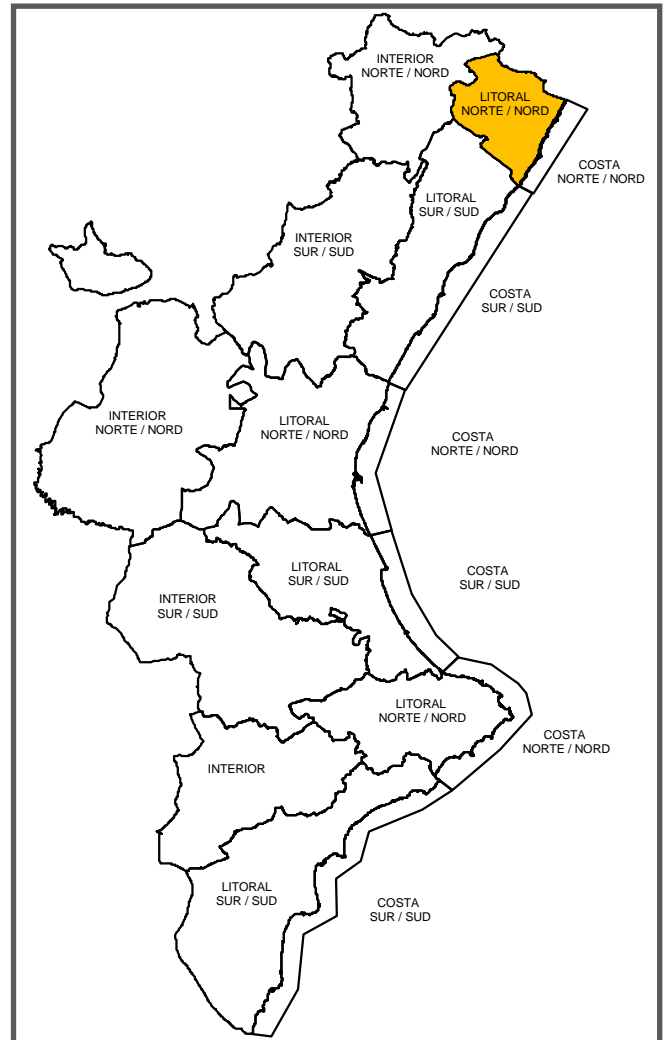 INTERIOR
NORTE / NORD
LITORAL
NORTE / NORD
COSTA
NORTE / NORD
LITORAL
SUR / SUD
INTERIOR
SUR / SUD
COSTA
SUR / SUD
INTERIOR
NORTE / NORD
LITORAL
NORTE / NORD
COSTA
NORTE / NORD
LITORAL
SUR / SUD
COSTA
SUR / SUD
INTERIOR
SUR / SUD
LITORAL
NORTE / NORD
COSTA
NORTE / NORD
INTERIOR
LITORAL
SUR / SUD
COSTA
SUR / SUD